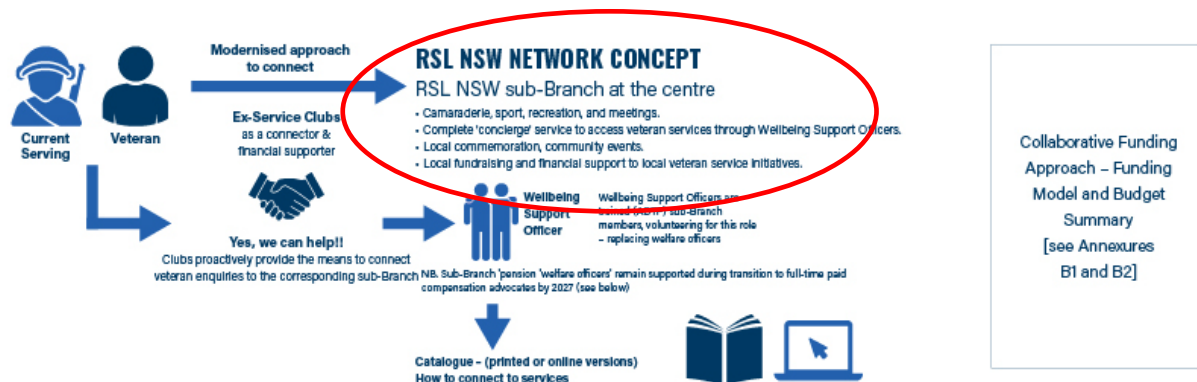 Modernised approach
to connect
RSL NSW NETWORK CONCEPT
RSL NSW sub-Branch at the centre
• Camaraderie, sport, recreation, and meetings.
• Complete 'concierge' service to access veteran services through Wellbeing Support Officers.
• Local commemoration, community events.
• Local fundraising and financial support to local veteran service initiatives.
Current
Serving
Veteran
Ex-Service Clubs
as a connector &
financial supporter
Wellbeing
Support
Officer
Wellbeing Support Officers are
trained (ADTP) sub-Branch
members, volunteering for this role
– replacing welfare officers
Yes, we can help!!
Clubs proactively provide the means to connect
veteran enquiries to the corresponding sub-Branch
NB. Sub-Branch 'pension 'welfare officers' remain supported during transition to full-time paid
compensation advocates by 2027 (see below)
Catalogue – (printed or online versions)
How to connect to services
Collaborative Funding
Approach – Funding
Model and Budget
Summary
[see Annexures
B1 and B2]